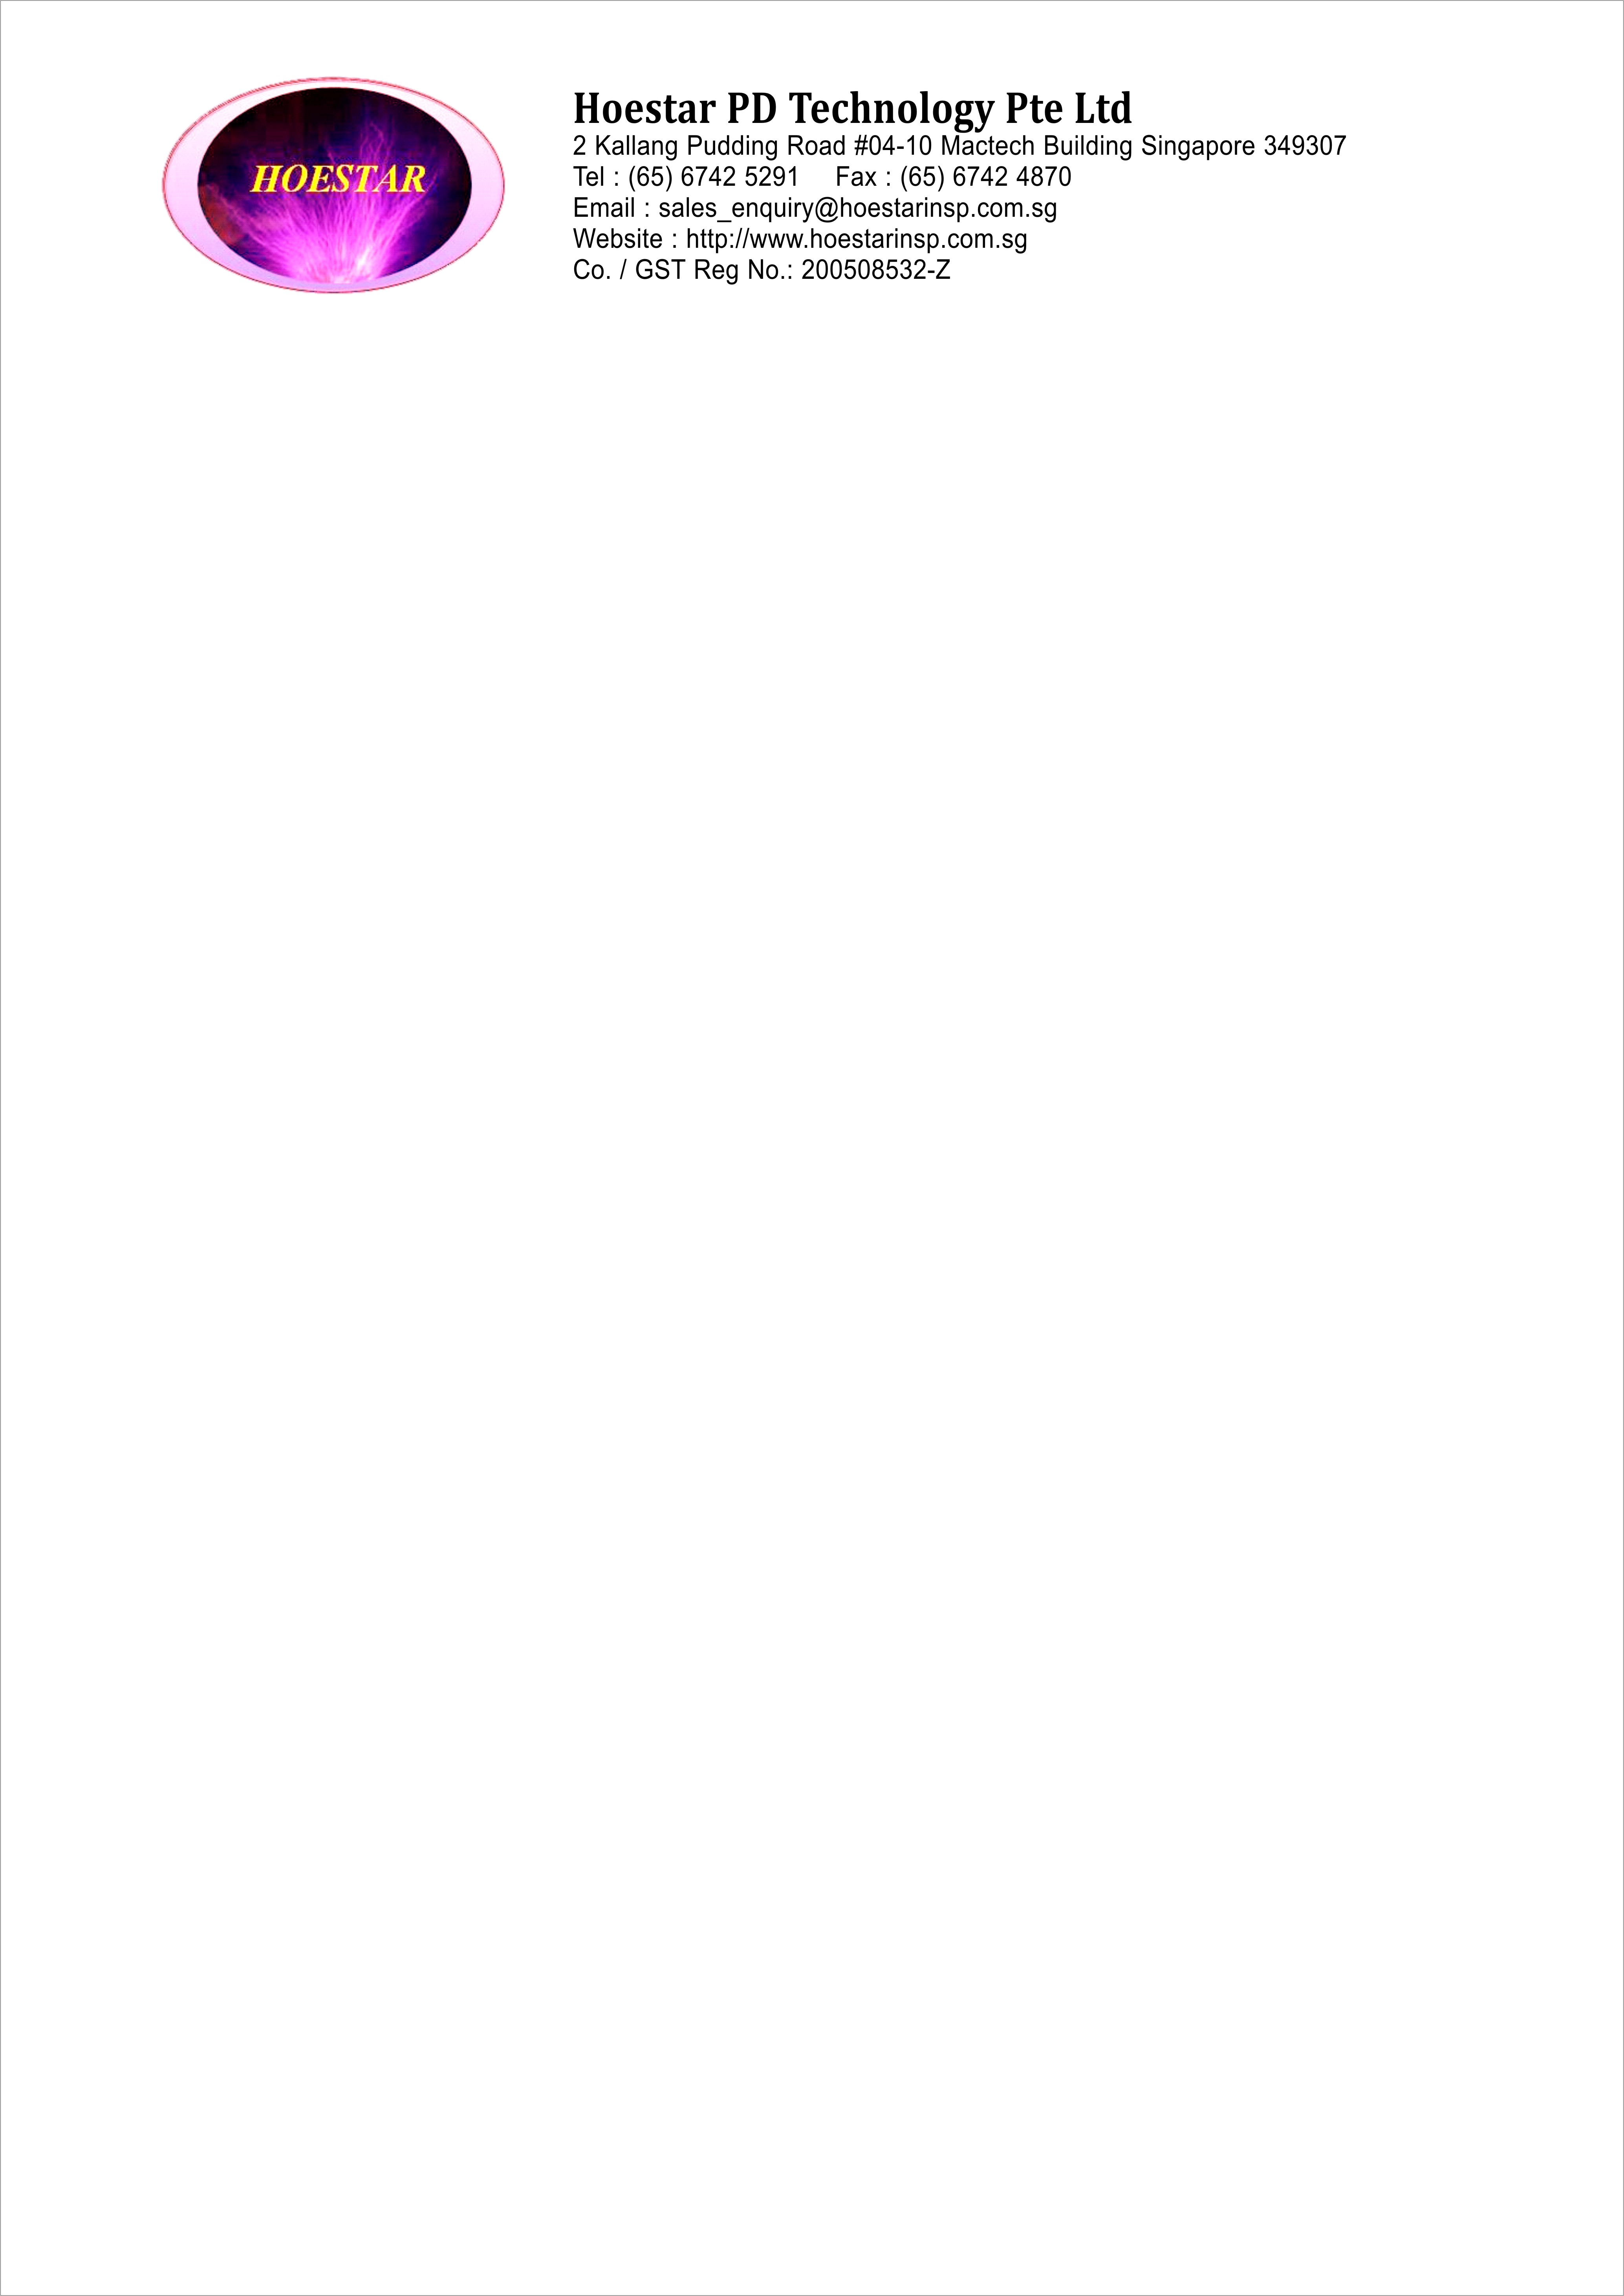 HOESTAR
Hoestar PD Technology Pte Ltd
2 Kallang Pudding Road #04-10 Mactech Building Singapore 349307
Tel : (65) 6742 5291 Fax : (65) 6742 4870
Email : sales_enquiry@hoestarinsp.com.sg
Website : http://www.hoestarinsp.com.sg
Co. / GST Reg No.: 200508532-Z